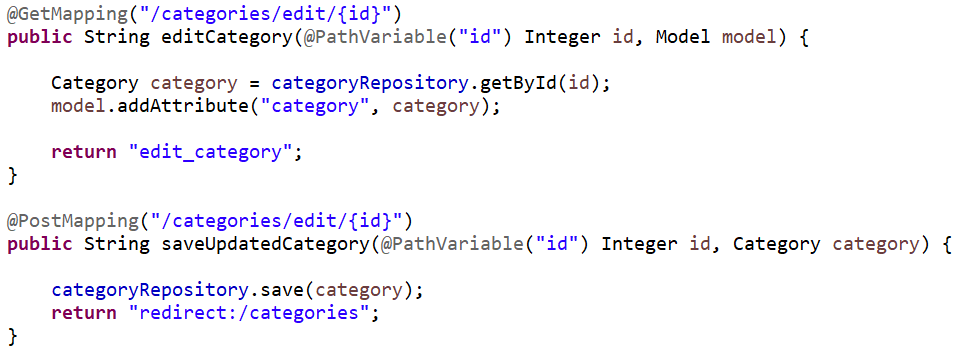 @GetMapping("/categories/edit/{id}")
public String editCategory(@PathVariable("id") Integer id, Model model) {
Category category = categoryRepository.getById(id);
model.addAttribute("category", category);
return "edit_category";
}
@PostMapping("/categories/edit/{id}")
public String saveUpdatedCategory(@PathVariable("id") Integer id, Category category) {
categoryRepository.save(category);
return "redirect:/categories";
}